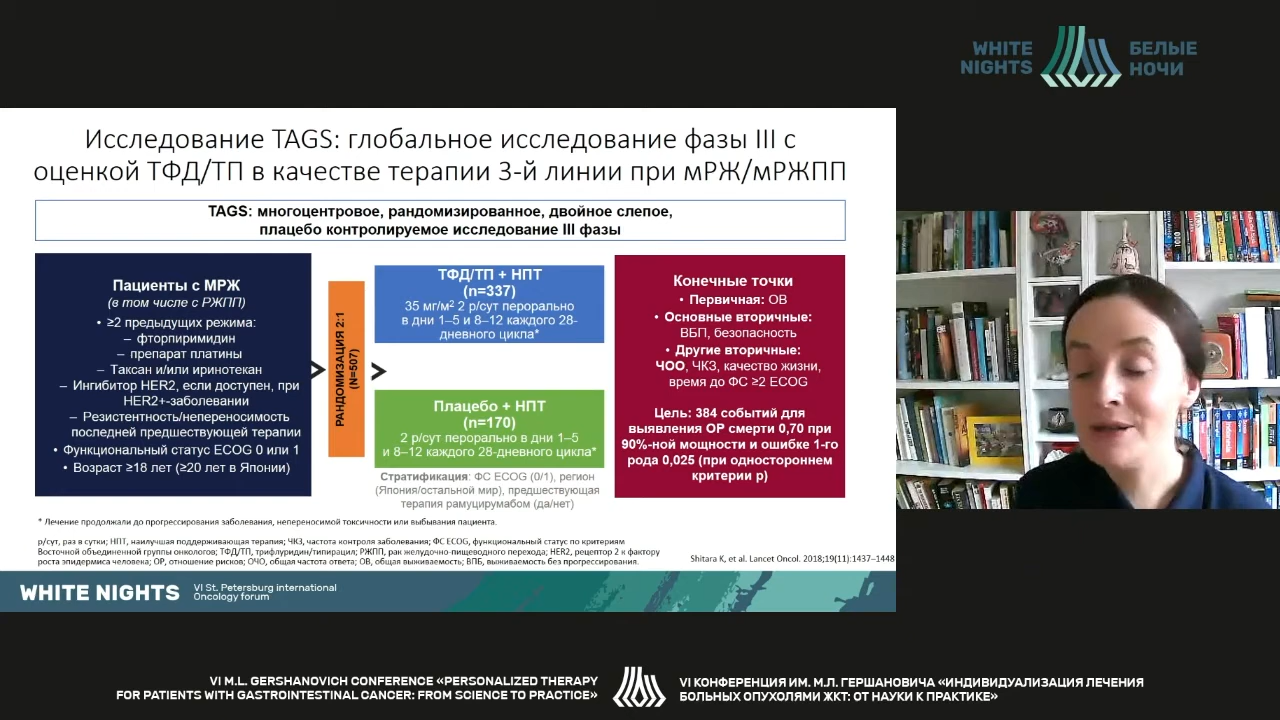 WHITE
NIGHTS
БЕЛЫЕ
НОЧИ
Исследование TAGS: глобальное исследование фазы III с
оценкой ТФД/ТП в качестве терапии 3-й линии при мРЖ/мРЖПП
TAGS: многоцентровое, рандомизированное, двойное слепое,
плацебо контролируемое исследование III фазы
Пациенты с МРЖ
(в том числе с РЖПП)
• ≥2 предыдущих режима:
– фторпиримидин
– препарат платины
– Таксан и/или иринотекан
– Ингибитор HER2, если доступен, при
HER2+-заболевании
– Резистентность/непереносимость
последней предшествующей терапии
• Функциональный статус ECOG 0 или 1
• Возраст ≥18 лет (≥20 лет в Японии)
РАНДОМИЗАЦИЯ 2:1
(N=507)
ТФД/ТП + НПТ
(n=337)
35 мг/м² 2 р/сут перорально
в дни 1–5 и 8–12 каждого 28-
дневного цикла*
Плацебо + НПТ
(n=170)
2 р/сут перорально в дни 1–5
и 8–12 каждого 28-дневного цикла*
Стратификация: ФС ECOG (0/1), регион
(Япония/остальной мир), предшествующая
терапия рамуцирумабом (да/нет)
Конечные точки
• Первичная: ОВ
• Основные вторичные:
ВБП, безопасность
• Другие вторичные:
ЧОО, ЧКЗ, качество жизни,
время до ФС ≥2 ECOG
Цель: 384 событий для
выявления ОР смерти 0,70 при
90%-ной мощности и ошибке 1-го
рода 0,025 (при одностороннем
критерии p)
* Лечение продолжали до прогрессирования заболевания, непереносимой токсичности или выбывания пациента.
р/сут, раз в сутки; НПТ, наилучшая поддерживающая терапия; ЧКЗ, частота контроля заболевания; ФС ECOG, функциональный статус по критериям
Восточной объединенной группы онкологов; ТФД/ТП, трифлуридин/типирацил; РЖПП, рак желудочно-пищеводного перехода; HER2, рецептор 2 к фактору
роста эпидермиса человека; ОР, отношение рисков; ОЧО, общая частота ответа; ОВ, общая выживаемость; ВПБ, выживаемость без прогрессирования.
Shitara K, et al. Lancet Oncol. 2018;19(11):1437–1448
WHITE NIGHTS
VI St. Petersburg international
Oncology forum
VI M.L. GERSHANOVICH CONFERENCE «PERSONALIZED THERAPY
FOR PATIENTS WITH GASTROINTESTINAL CANCER: FROM SCIENCE TO PRACTICE»
VI КОНФЕРЕНЦИЯ ИМ. М.Л. ГЕРШАНОВИЧА «ИНДИВИДУАЛИЗАЦИЯ ЛЕЧЕНИЯ
БОЛЬНЫХ ОПУХОЛЯМИ ЖКТ: ОТ НАУКИ К ПРАКТИКЕ»